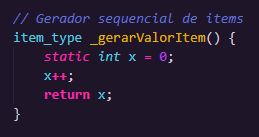 // Gerador sequencial de items
item_type _gerarValorItem() {
    static int x = 0;
    x++;
    return x;
}